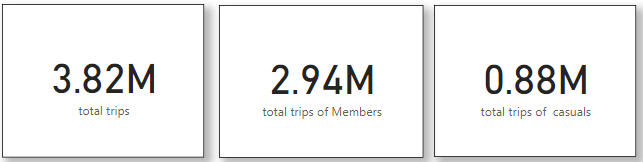 3.82M
total trips
2.94M
total trips of Members
0.88M
total trips of  casuals